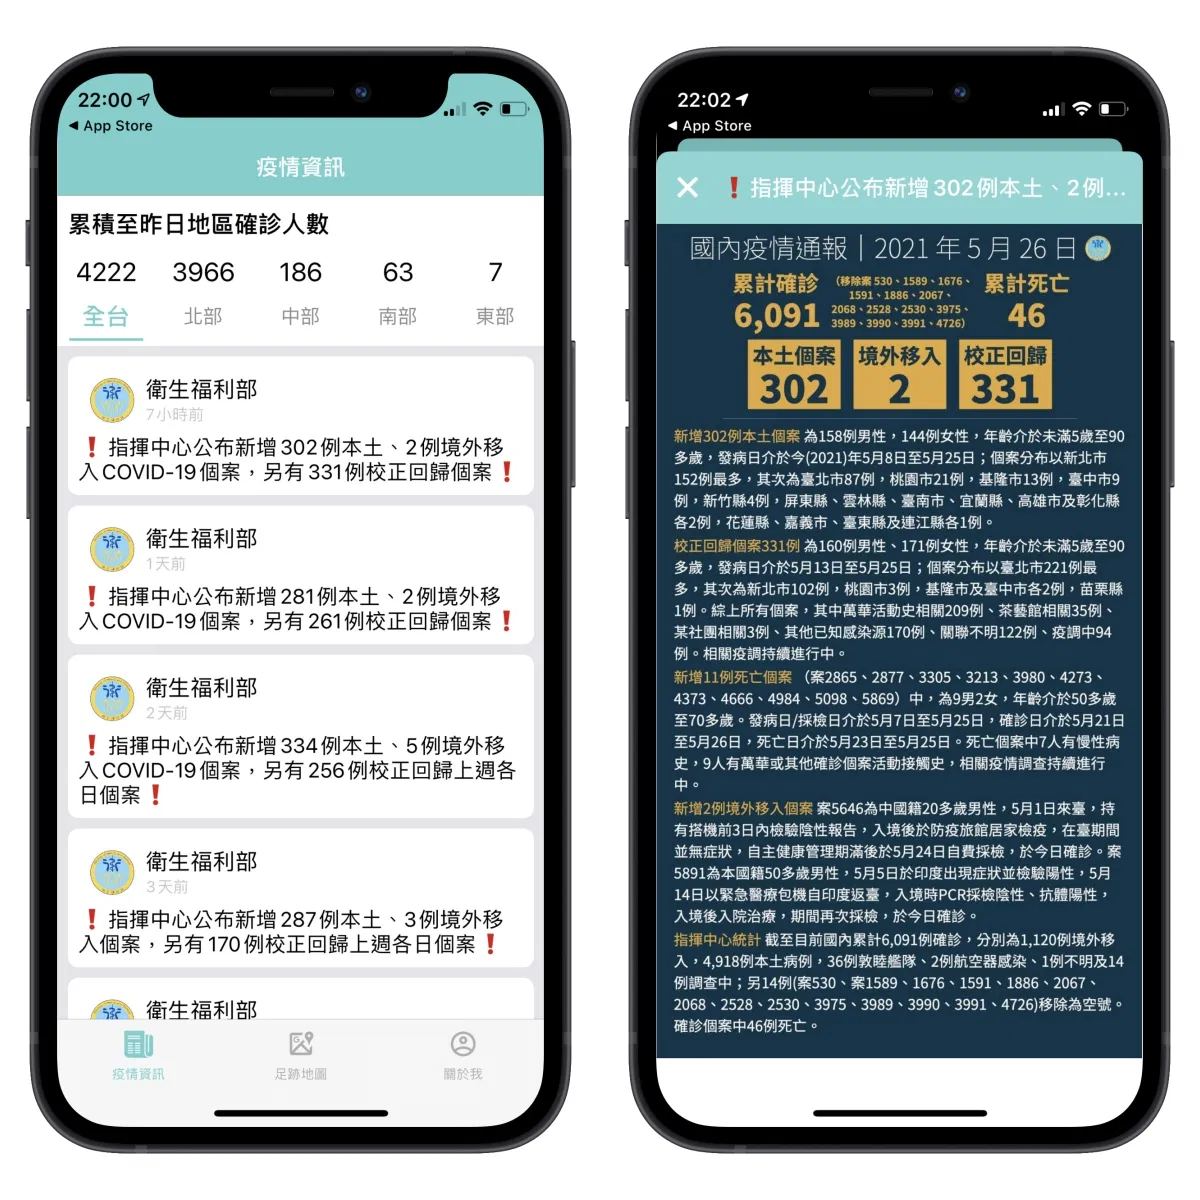 22:00
◀ App Store
疫情資訊
累積至昨日地區確診人數
4222 3966 186 63 7
全台 北部 中部 南部 東部
衛生福利部
7小時前
❗ 指揮中心公布新增302例本土、2例境外移
入COVID-19個案，另有331例校正回歸個案❗
衛生福利部
1天前
❗ 指揮中心公布新增281例本土、2例境外移
入COVID-19個案，另有261例校正回歸個案❗
衛生福利部
2天前
❗ 指揮中心公布新增334例本土、5例境外移
入COVID-19個案，另有256例校正回歸上週各
日個案❗
衛生福利部
3天前
❗ 指揮中心公布新增287例本土、3例境外移
入個案，另有170例校正回歸上週各日個案❗
衛生福利部
疫情資訊 足跡地圖 關於我
22:02
◀ App Store
❗指揮中心公布新增302例本土、2例...
國內疫情通報｜2021年5月26日
累計確診
6,091
（移除案530、1589、1676、
1591、1886、2067、
2068、2528、2530、3975、
3989、3990、3991、4726）
累計死亡
46
本土個案 境外移入 校正回歸
302 2 331
新增302例本土個案 為158例男性，144例女性，年齡介於未滿5歲至90
多歲，發病日介於今(2021)年5月8日至5月25日；個案分布以新北市
152例最多，其次為臺北市87例，桃園市21例，基隆市13例，臺中市9
例，新竹縣4例，屏東縣、雲林縣、臺南市、宜蘭縣、高雄市及彰化縣
各2例，花蓮縣、嘉義市、臺東縣及連江縣各1例。
校正回歸個案331例 為160例男性、171例女性，年齡介於未滿5歲至90
多歲，發病日介於5月13日至5月25日；個案分布以臺北市221例最
多，其次為新北市102例，桃園市3例，基隆市及臺中市各2例，苗栗縣
1例。綜上所有個案，其中萬華活動史相關209例、茶藝館相關35例、
某社團相關3例、其他已知感染源170例、關聯不明122例、疫調中94
例。相關疫調持續進行中。
新增11例死亡個案 （案2865、2877、3305、3213、3980、4273、
4373、4666、4984、5098、5869）中，為9男2女，年齡介於50多歲
至70多歲。發病日/採檢日介於5月7日至5月25日，確診日介於5月21日
至5月26日，死亡日介於5月23日至5月25日。死亡個案中7人有慢性病
史，9人有萬華或其他確診個案活動接觸史，相關疫情調查持續進行
中。
新增2例境外移入個案 案5646為中國籍20多歲男性，5月1日來臺，持
有搭機前3日內檢驗陰性報告，入境後於防疫旅館居家檢疫，在臺期間
並無症狀，自主健康管理期滿後於5月24日自費採檢，於今日確診。案
5891為本國籍50多歲男性，5月5日於印度出現症狀並檢驗陽性，5月
14日以緊急醫療包機自印度返臺，入境時PCR採檢陰性、抗體陽性，
入境後入院治療，期間再次採檢，於今日確診。
指揮中心統計 截至目前國內累計6,091例確診，分別為1,120例境外移
入，4,918例本土病例，36例敦睦艦隊、2例航空器感染、1例不明及14
例調查中；另14例(案530、案1589、1676、1591、1886、2067、
2068、2528、2530、3975、3989、3990、3991、4726)移除為空號。
確診個案中46例死亡。